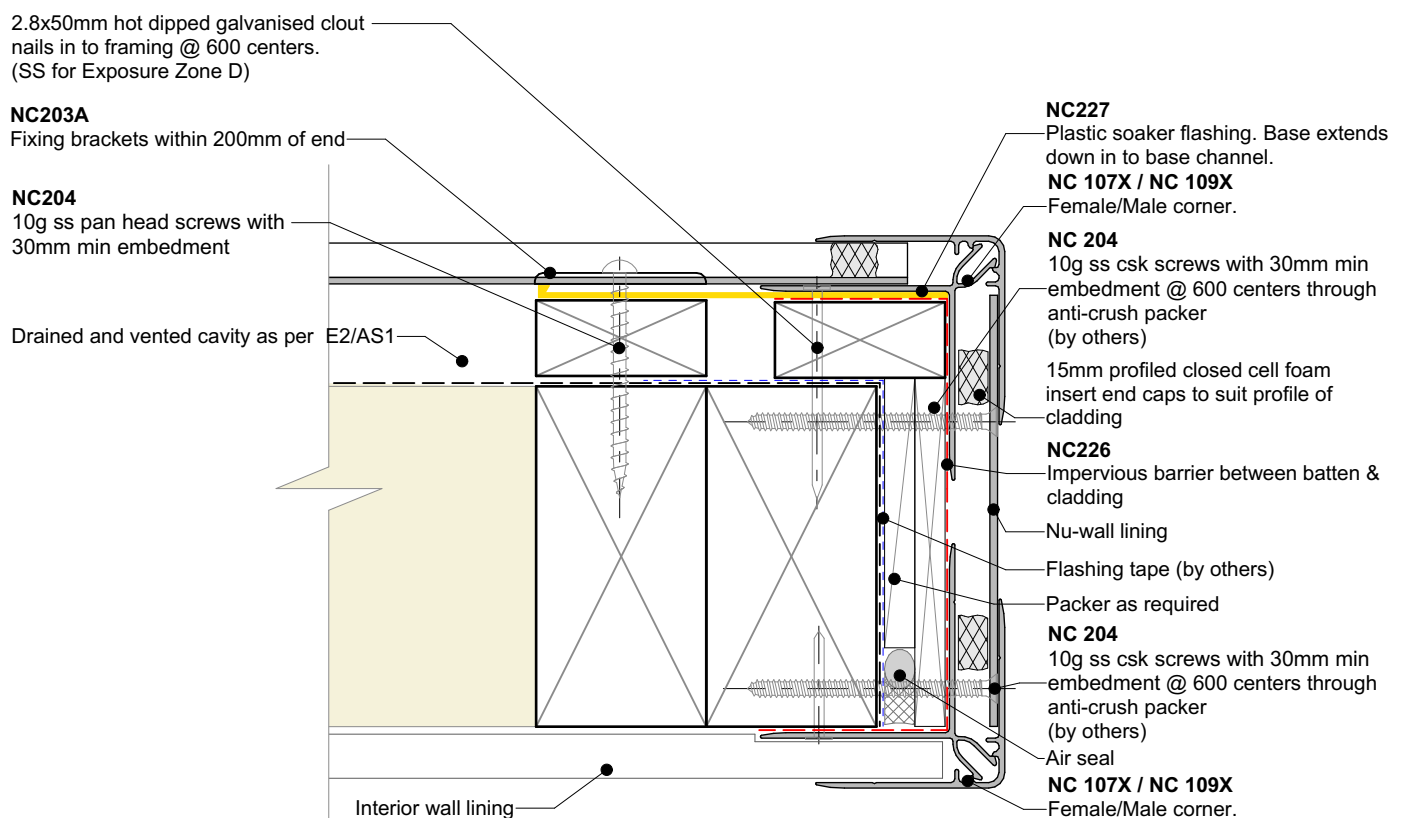 2.8x50mm hot dipped galvanised clout
nails in to framing @ 600 centers.
(SS for Exposure Zone D)
NC203A
Fixing brackets within 200mm of end
NC204
10g ss pan head screws with
30mm min embedment
Drained and vented cavity as per E2/AS1
Interior wall lining
NC227
Plastic soaker flashing. Base extends
down in to base channel.
NC 107X / NC 109X
Female/Male corner.
NC 204
10g ss csk screws with 30mm min
embedment @ 600 centers through
anti-crush packer
(by others)
15mm profiled closed cell foam
insert end caps to suit profile of
cladding
NC226
Impervious barrier between batten &
cladding
Nu-wall lining
Flashing tape (by others)
Packer as required
NC 204
10g ss csk screws with 30mm min
embedment @ 600 centers through
anti-crush packer
(by others)
Air seal
NC 107X / NC 109X
Female/Male corner.